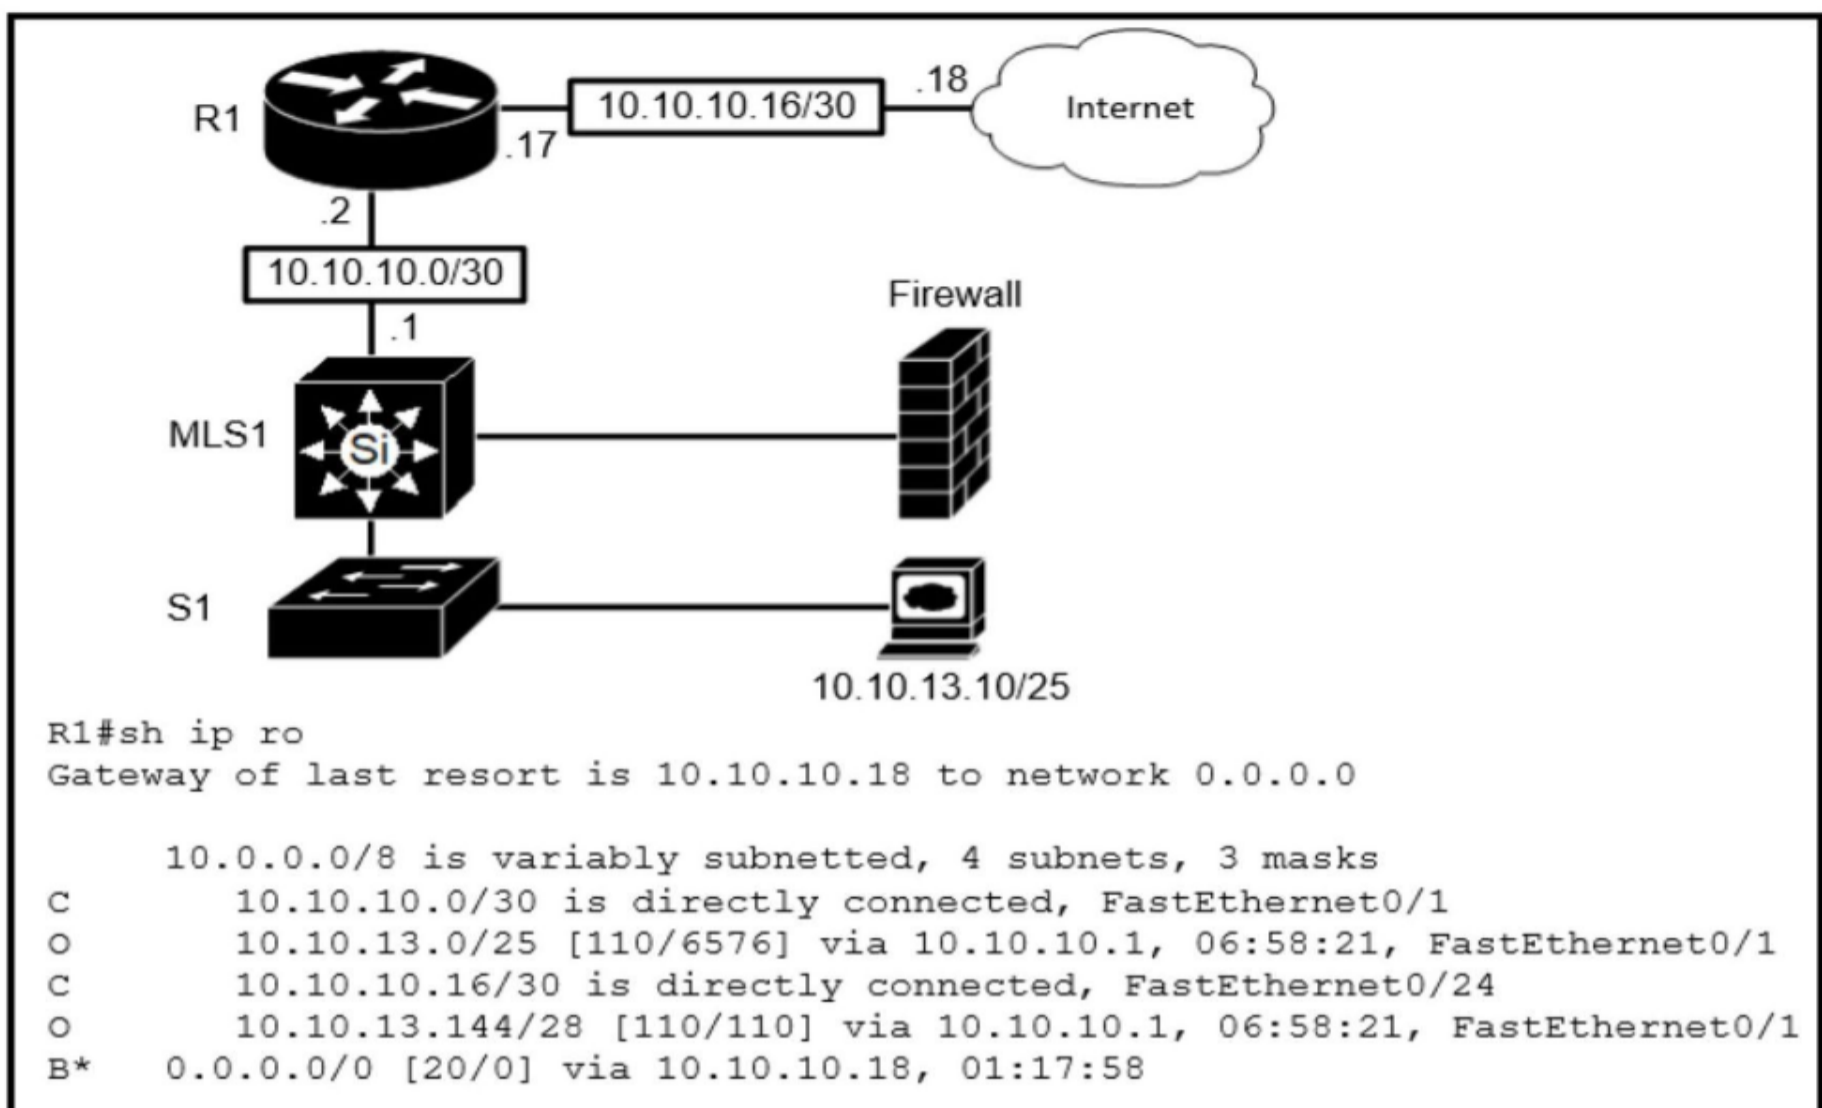 R1
10.10.10.16/30
.18
Internet
.17
.2
10.10.10.0/30
.1
Firewall
MLS1
Si
S1
10.10.13.10/25
R1#sh ip ro
Gateway of last resort is 10.10.10.18 to network 0.0.0.0
10.0.0.0/8 is variably subnetted, 4 subnets, 3 masks
C 10.10.10.0/30 is directly connected, FastEthernet0/1
O 10.10.13.0/25 [110/6576] via 10.10.10.1, 06:58:21, FastEthernet0/1
C 10.10.10.16/30 is directly connected, FastEthernet0/24
O 10.10.13.144/28 [110/110] via 10.10.10.1, 06:58:21, FastEthernet0/1
B* 0.0.0.0/0 [20/0] via 10.10.10.18, 01:17:58